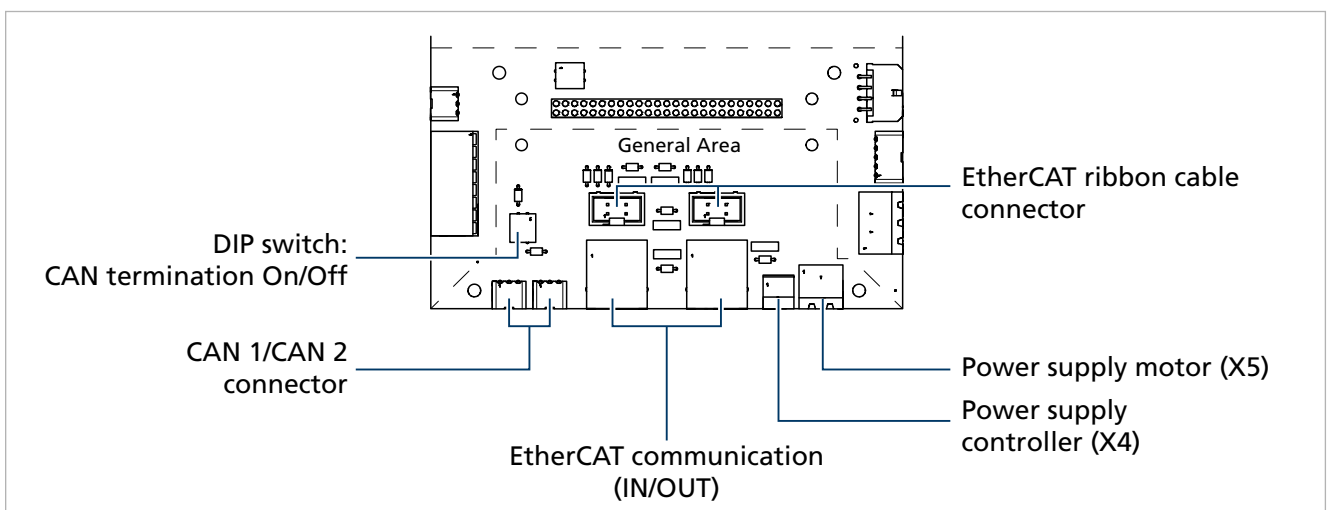 General Area
EtherCAT ribbon cable
connector
DIP switch:
CAN termination On/Off
CAN 1/CAN 2
connector
Power supply motor (X5)
Power supply
controller (X4)
EtherCAT communication
(IN/OUT)